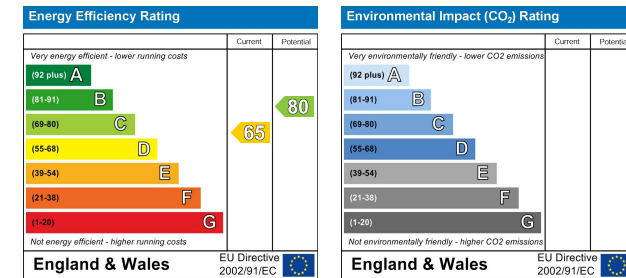 Energy Efficiency Rating
Current Potential
Very energy efficient - lower running costs
(92 plus) A
(81-91) B
(69-80) C
(55-68) D
(39-54) E
(21-38) F
(1-20) G
65
80
Not energy efficient - higher running costs
England & Wales
EU Directive
2002/91/EC
Environmental Impact (CO₂) Rating
Current Potential
Very environmentally friendly - lower CO2 emissions
(92 plus) A
(81-91) B
(69-80) C
(55-68) D
(39-54) E
(21-38) F
(1-20) G
Not environmentally friendly - higher CO2 emissions
England & Wales
EU Directive
2002/91/EC